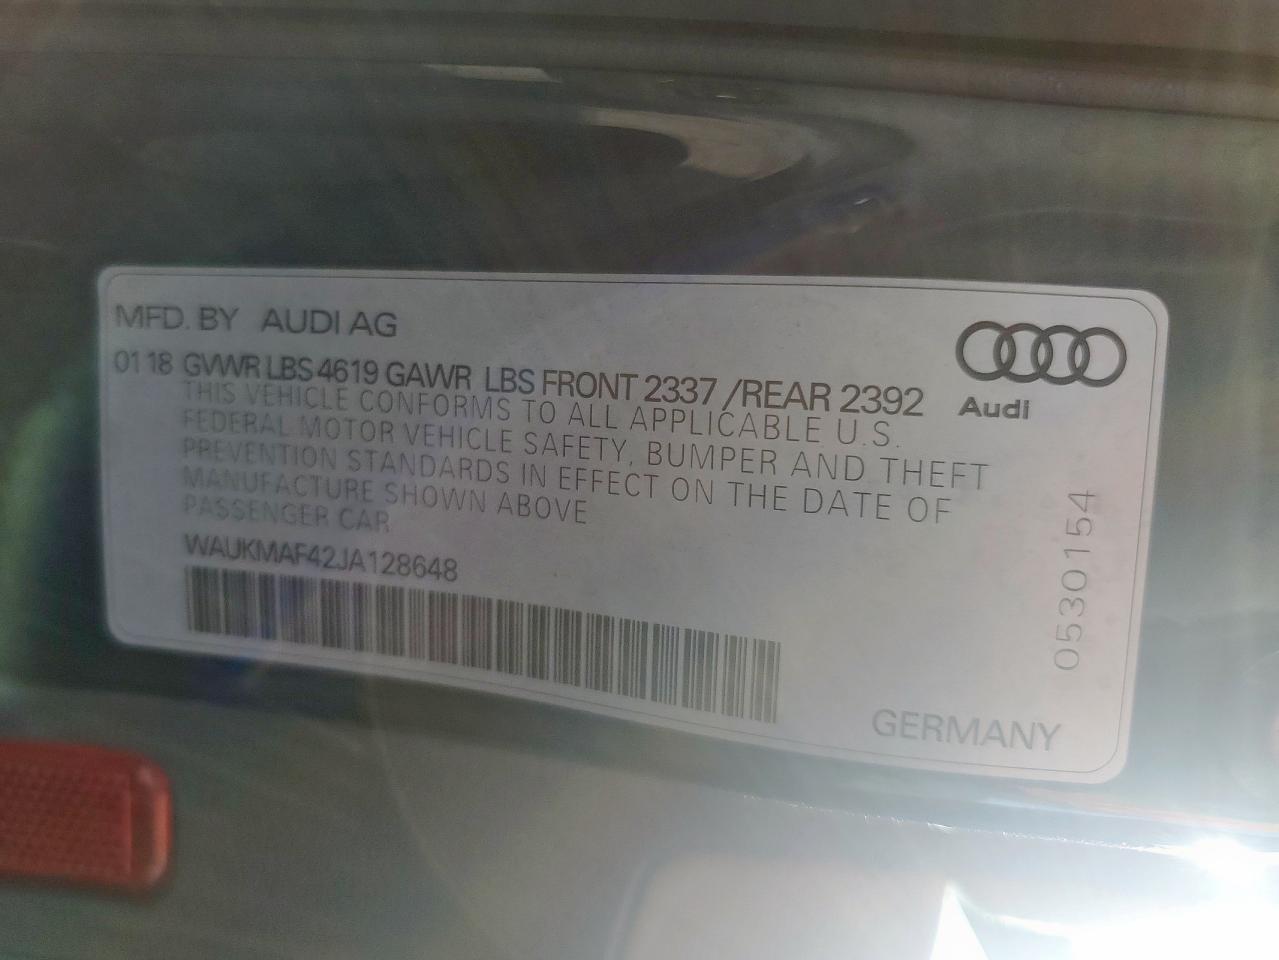 MFD. BY AUDI AG
01 18 GVWR LBS 4619 GAWR LBS FRONT 2337 /REAR 2392
THIS VEHICLE CONFORMS TO ALL APPLICABLE U.S.
FEDERAL MOTOR VEHICLE SAFETY, BUMPER AND THEFT
PREVENTION STANDARDS IN EFFECT ON THE DATE OF
MANUFACTURE SHOWN ABOVE
PASSENGER CAR
WAUKMAF42JA128648
Audi
0530154
GERMANY